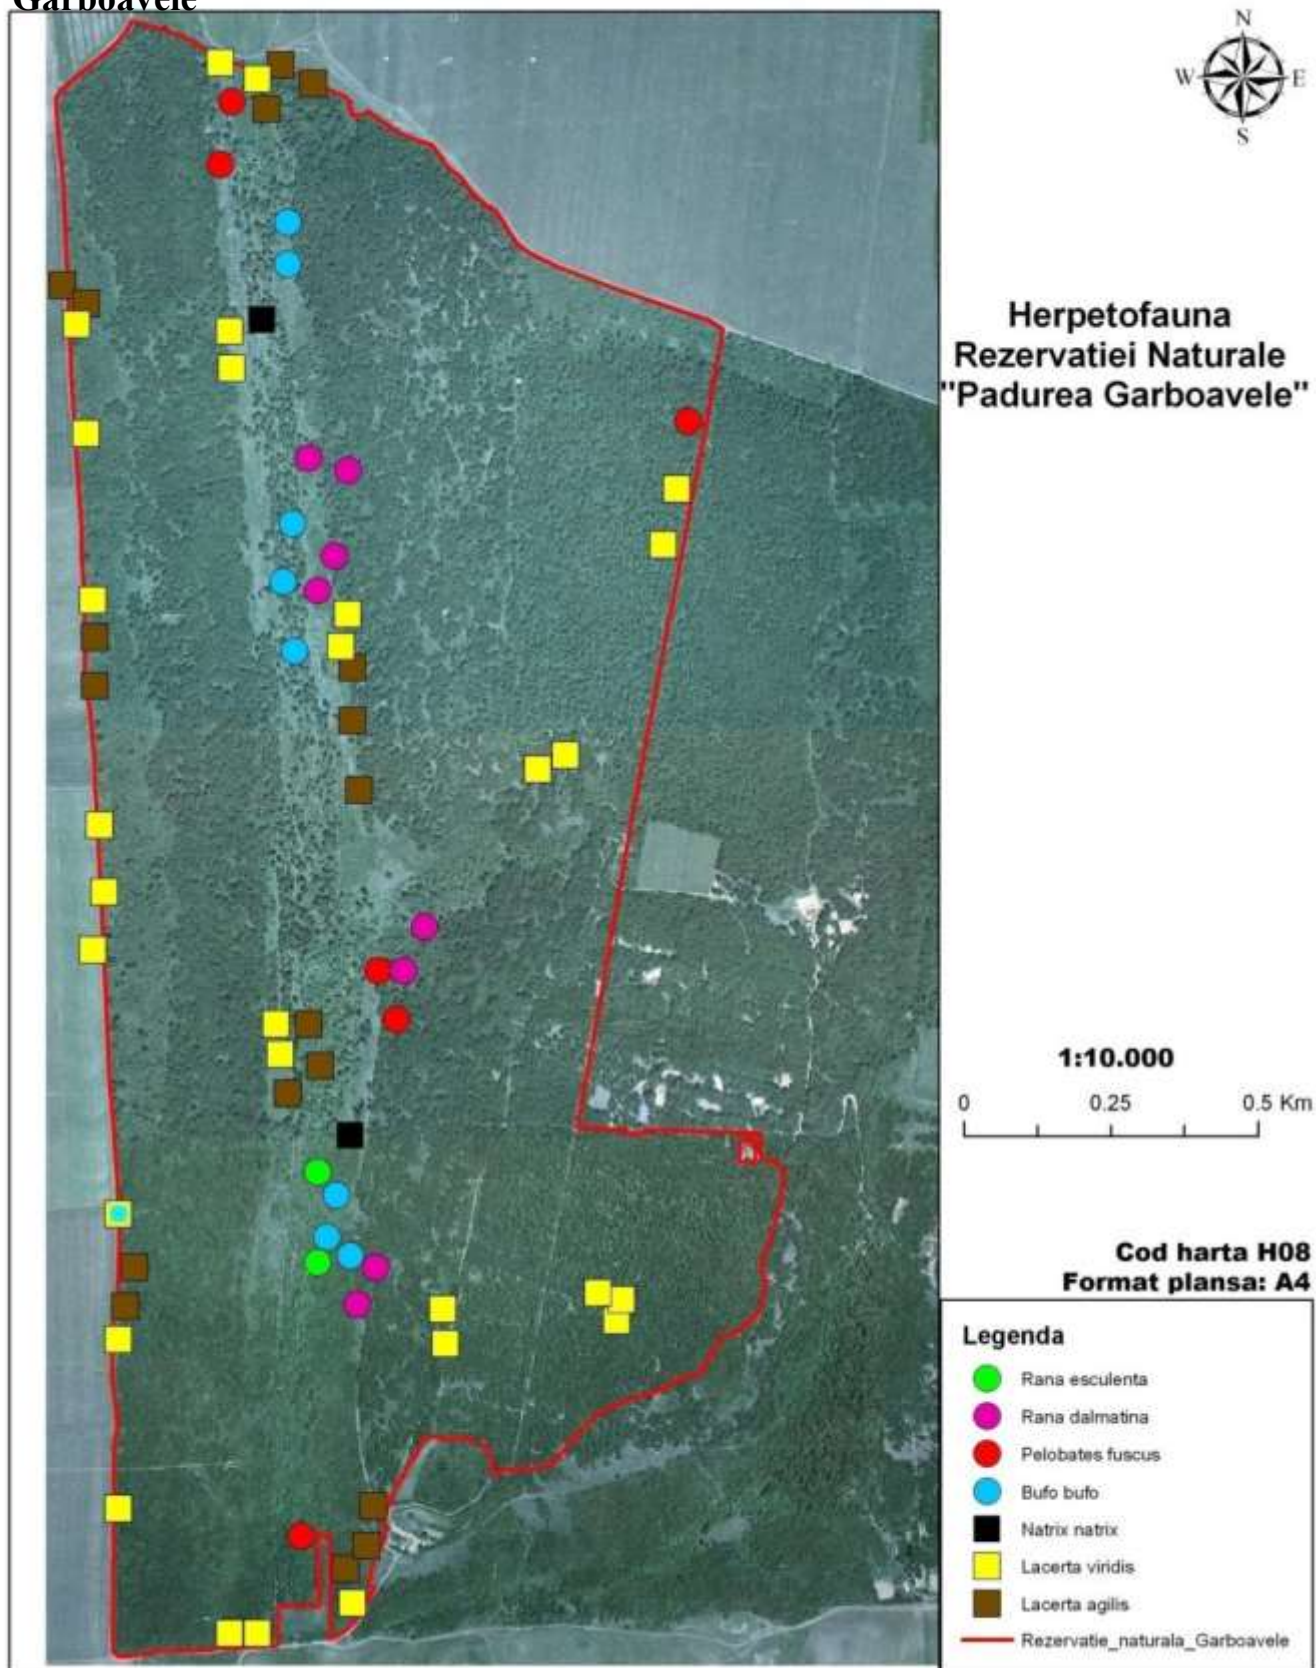 Garboavele
N
W E
S
Herpetofauna
Rezervatiei Naturale
"Padurea Garboavele"
1:10.000
0 0.25 0.5 Km
Cod harta H08
Format plansa: A4
Legenda
Rana esculenta
Rana dalmatina
Pelobates fuscus
Bufo bufo
Natrix natrix
Lacerta viridis
Lacerta agilis
Rezervatie_naturala_Garboavele